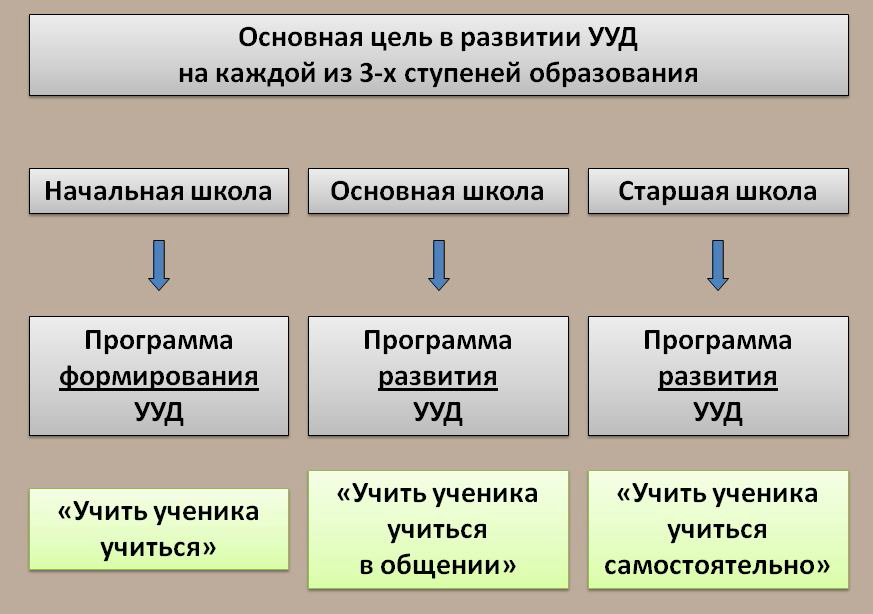 Основная цель в развитии УУД
на каждой из 3-х ступеней образования
Начальная школа
Основная школа
Старшая школа
Программа
формирования
УУД
Программа
развития
УУД
Программа
развития
УУД
«Учить ученика
учиться»
«Учить ученика
учиться
в общении»
«Учить ученика
учиться
самостоятельно»